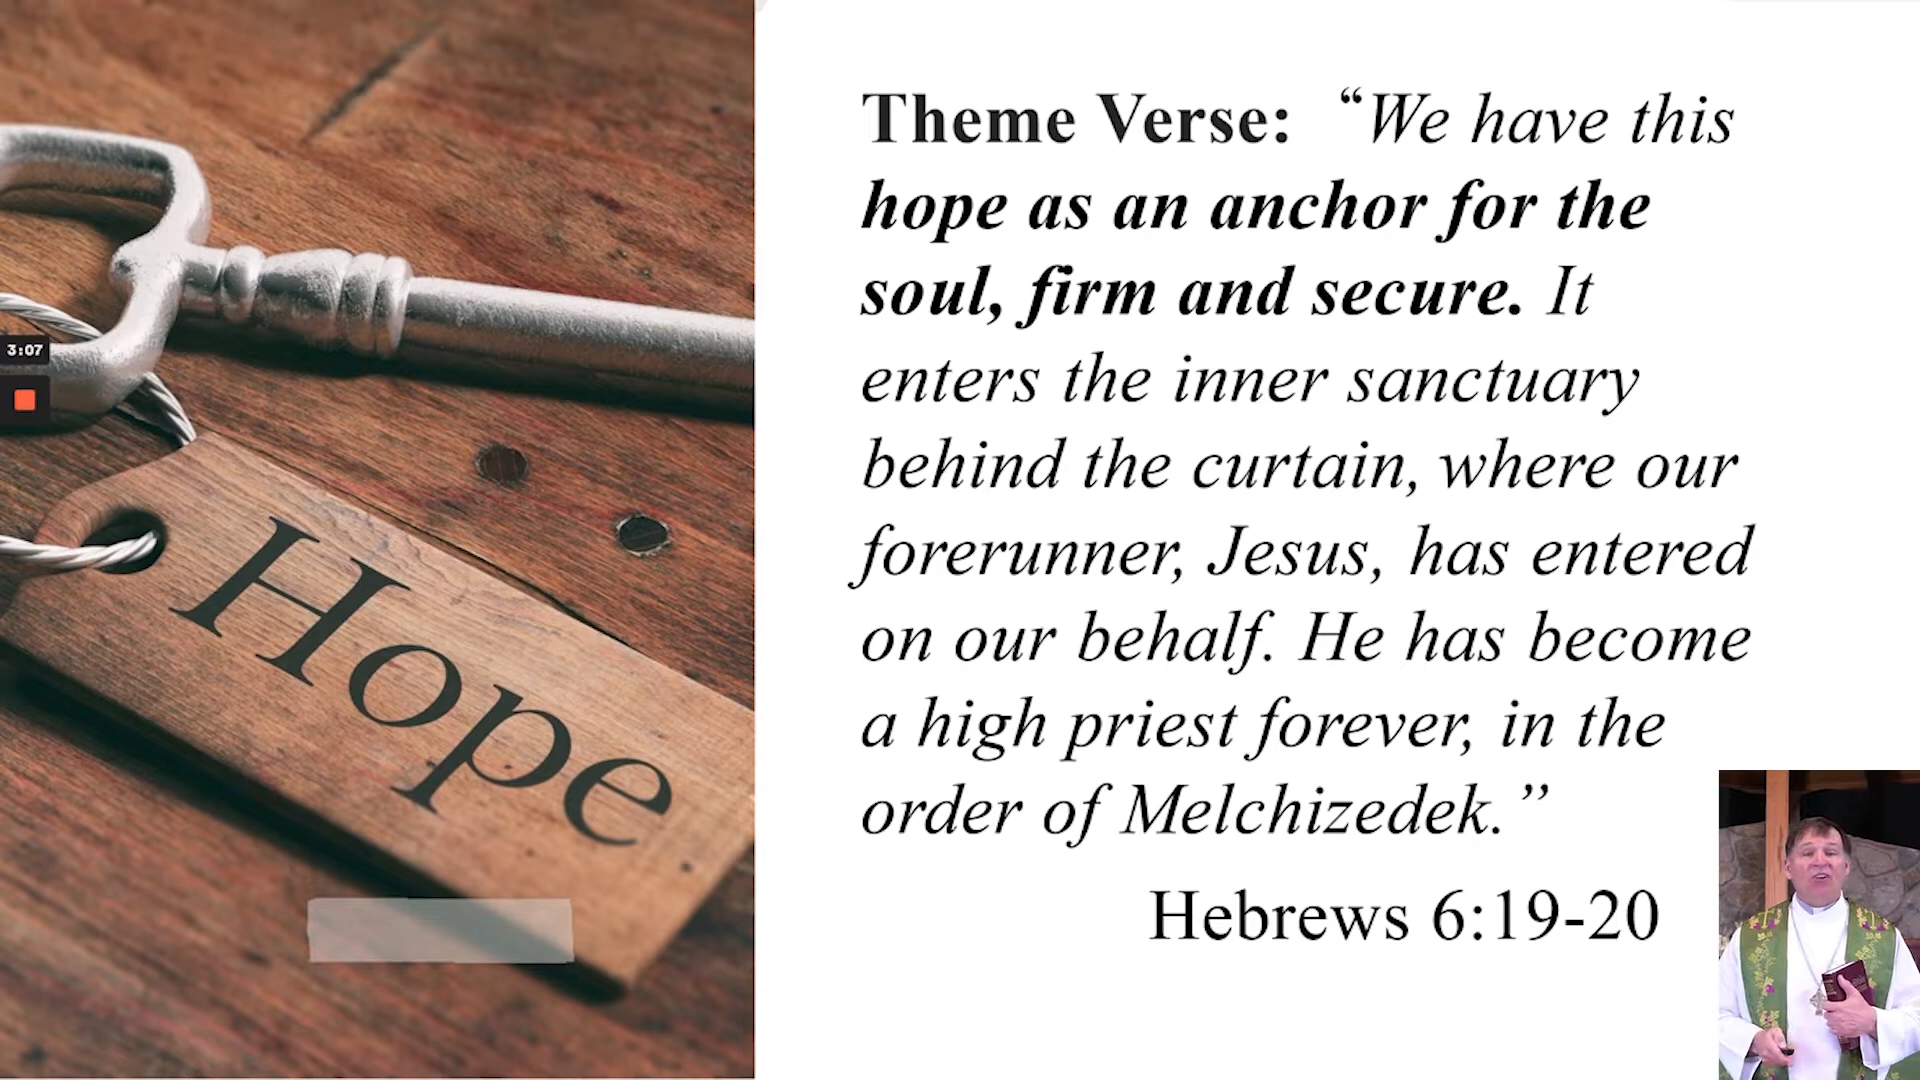 Theme Verse: “We have this
hope as an anchor for the
soul, firm and secure. It
enters the inner sanctuary
behind the curtain, where our
forerunner, Jesus, has entered
on our behalf. He has become
a high priest forever, in the
order of Melchizedek.”
Hebrews 6:19-20
3:07
Hope